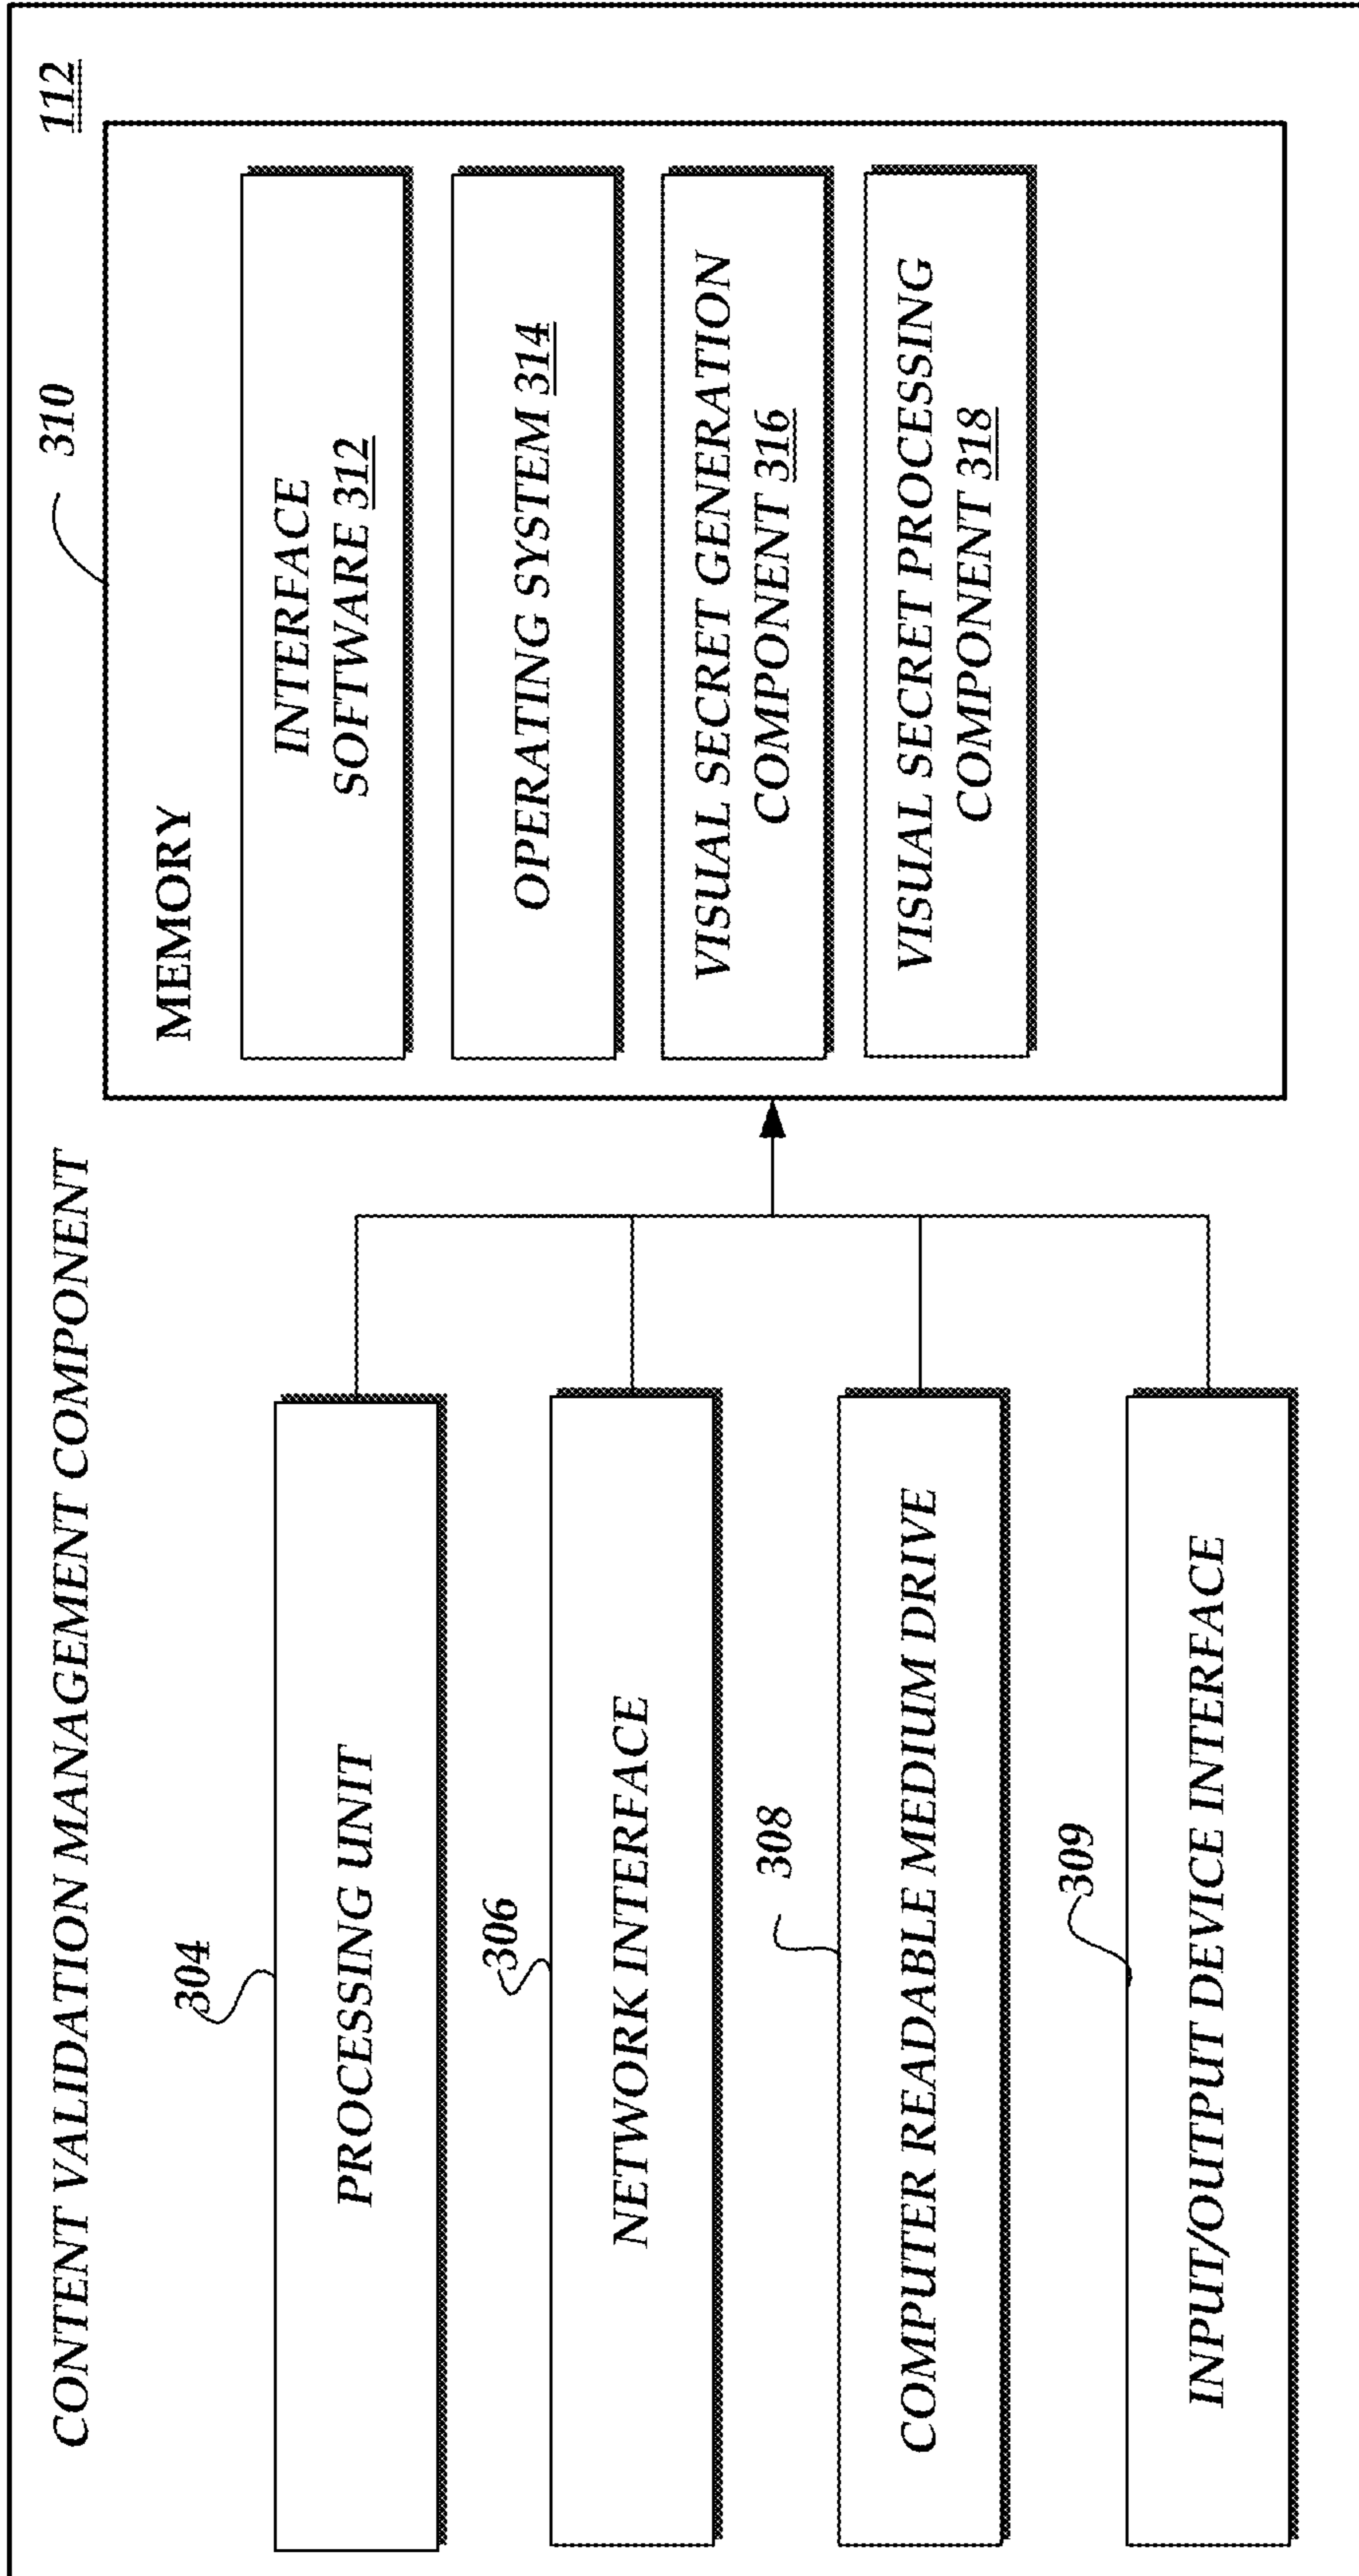 CONTENT VALIDATION MANAGEMENT COMPONENT
112
304
PROCESSING UNIT
306
NETWORK INTERFACE
308
COMPUTER READABLE MEDIUM DRIVE
309
INPUT/OUTPUT DEVICE INTERFACE
310
MEMORY
INTERFACE
SOFTWARE 312
OPERATING SYSTEM 314
VISUAL SECRET GENERATION
COMPONENT 316
VISUAL SECRET PROCESSING
COMPONENT 318